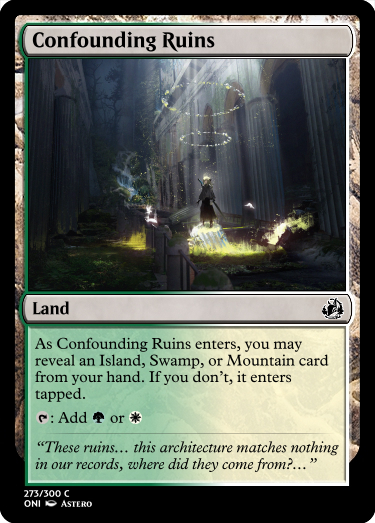 Confounding Ruins
Land
As Confounding Ruins enters, you may
reveal an Island, Swamp, or Mountain card
from your hand. If you don't, it enters
tapped.
: Add or
“These ruins... this architecture matches nothing
in our records, where did they come from?...”
273/300 C
ONI Astero